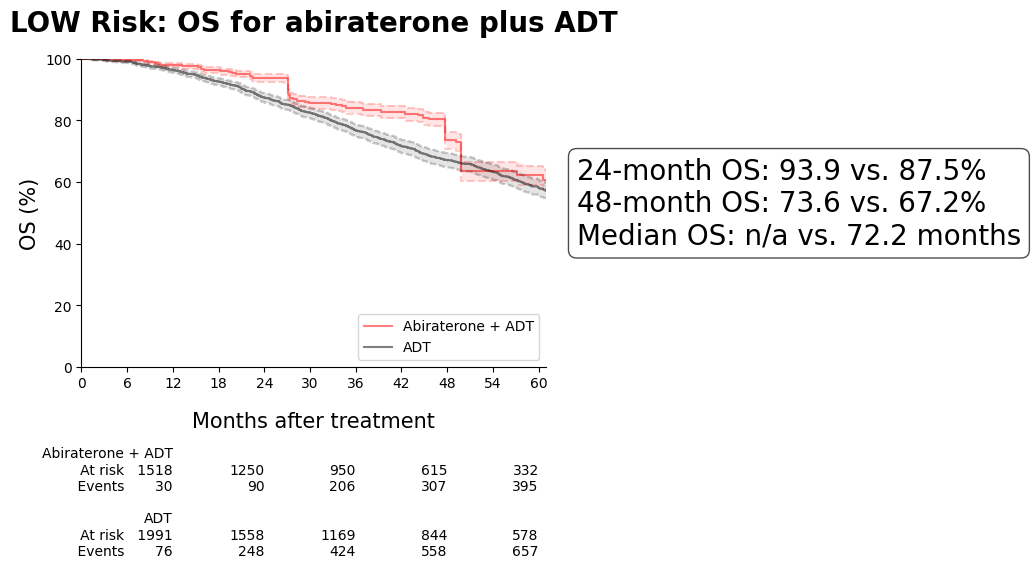 LOW Risk: OS for abiraterone plus ADT
100
80
60
40
20
0
OS (%)
24-month OS: 93.9 vs. 87.5%
48-month OS: 73.6 vs. 67.2%
Median OS: n/a vs. 72.2 months
Abiraterone + ADT
ADT
0 6 12 18 24 30 36 42 48 54 60
Months after treatment
Abiraterone + ADT
At risk 1518 1250 950 615 332
Events 30 90 206 307 395
ADT
At risk 1991 1558 1169 844 578
Events 76 248 424 558 657